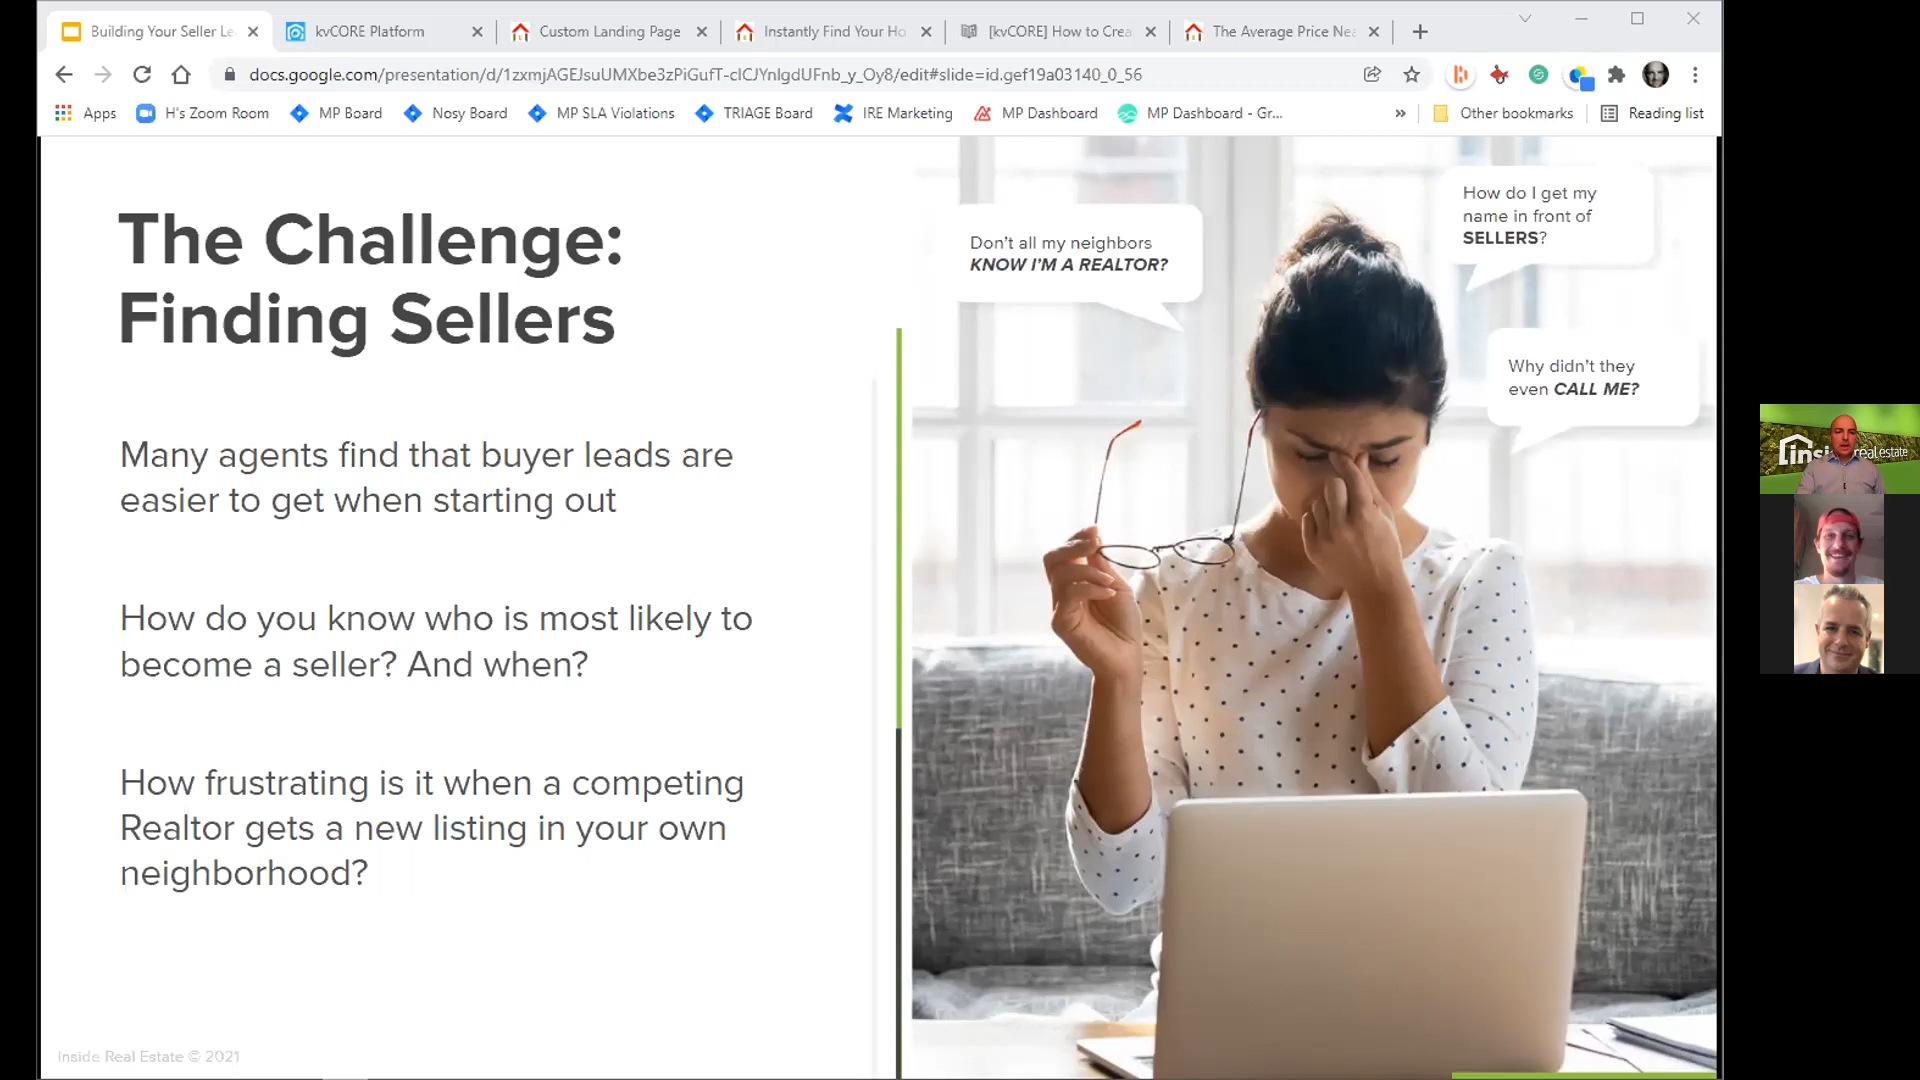 Building Your Seller Le
kvCORE Platform
Custom Landing Page
Instantly Find Your Ho
[kvCORE] How to Crea
The Average Price Nea
docs.google.com/presentation/d/1zxmjAGEJsuUMXbe3zPiGufT-cICJYnIgdUFnb_y_Oy8/edit#slide=id.gef19a03140_0_56
Apps
H's Zoom Room
MP Board
Nosy Board
MP SLA Violations
TRIAGE Board
IRE Marketing
MP Dashboard
MP Dashboard - Gr...
»
Other bookmarks
Reading list
The Challenge:
Finding Sellers
Many agents find that buyer leads are
easier to get when starting out
How do you know who is most likely to
become a seller? And when?
How frustrating is it when a competing
Realtor gets a new listing in your own
neighborhood?
Don't all my neighbors
KNOW I'M A REALTOR?
How do I get my
name in front of
SELLERS?
Why didn't they
even CALL ME?
Inside Real Estate © 2021
insi real estate